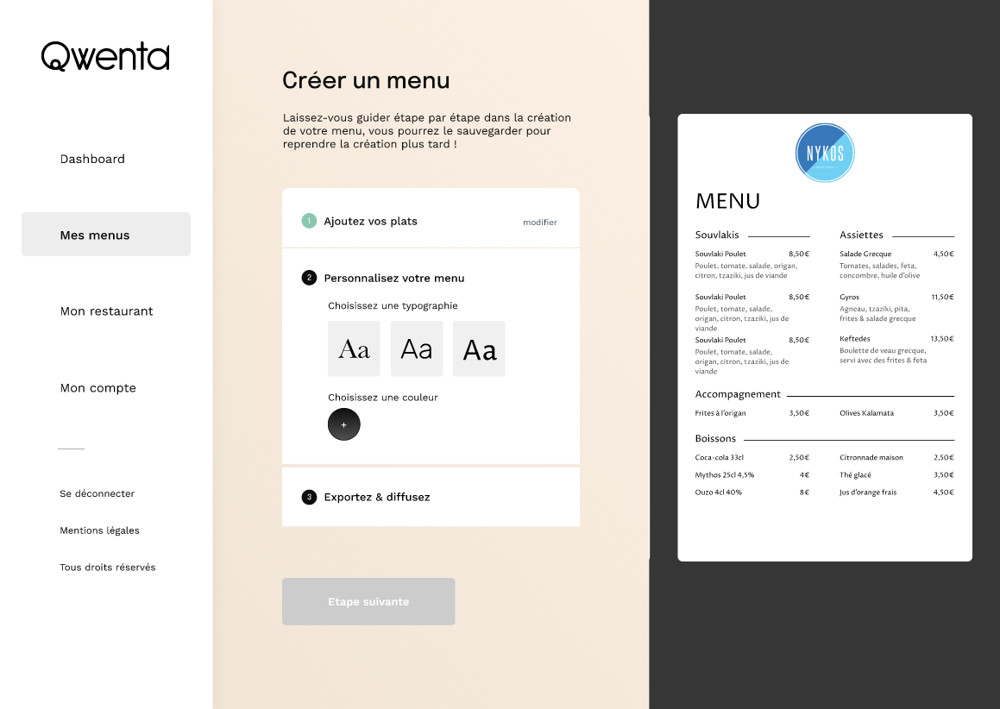 Qwenta
Dashboard
Mes menus
Mon restaurant
Mon compte
Se déconnecter
Mentions légales
Tous droits réservés
Créer un menu
Laissez-vous guider étape par étape dans la création
de votre menu, vous pourrez le sauvegarder pour
reprendre la création plus tard !
1 Ajoutez vos plats modifier
2 Personnalisez votre menu
Choisissez une typographie
Aa Aa Aa
Choisissez une couleur
+
3 Exportez & diffusez
Etape suivante
NYKOS
MENU
Souvlakis
Souvlaki Poulet 8,50€
Poulet, tomate, salade, origan,
citron, tzaziki, jus de viande
Souvlaki Poulet 8,50€
Poulet, tomate, salade,
origan, citron, tzaziki, jus de
viande
Souvlaki Poulet 8,50€
Poulet, tomate, salade,
origan, citron, tzaziki, jus de
viande
Assiettes
Salade Grecque 4,50€
Tomates, salades, feta,
concombre, huile d'olive
Gyros 11,50€
Agneau, tzaziki, pita,
frites & salade grecque
Keftedes 13,50€
Boulette de veau grecque,
servi avec des frites & feta
Accompagnement
Frites à l'origan 3,50€ Olives Kalamata 3,50€
Boissons
Coca-cola 33cl 2,50€ Citronnade maison 2,50€
Mythos 25cl 4,5% 4€ Thé glacé 3,50€
Ouzo 4cl 40% 8€ Jus d'orange frais 4,50€